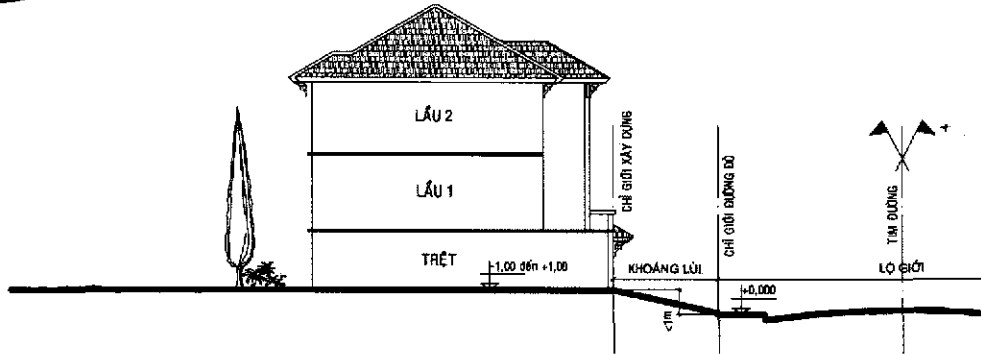 LẦU 2
LẦU 1
TRỆT
-1,00 đến +1,00
CHỈ GIỚI XÂY DỰNG
KHOẢNG LÙI
<1m
CHỈ GIỚI ĐƯỜNG ĐỎ
+0,000
TIM ĐƯỜNG
LỘ GIỚI